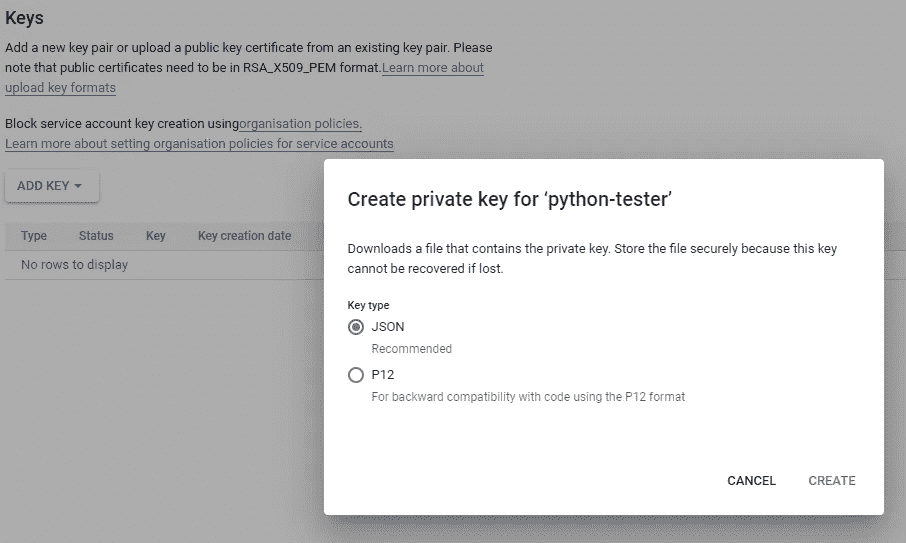 Keys
Add a new key pair or upload a public key certificate from an existing key pair. Please
note that public certificates need to be in RSA_X509_PEM format.Learn more about
upload key formats
Block service account key creation usingorganisation policies.
Learn more about setting organisation policies for service accounts
ADD KEY
Type Status Key Key creation date
No rows to display
Create private key for ‘python-tester’
Downloads a file that contains the private key. Store the file securely because this key
cannot be recovered if lost.
Key type
JSON
Recommended
P12
For backward compatibility with code using the P12 format
CANCEL CREATE